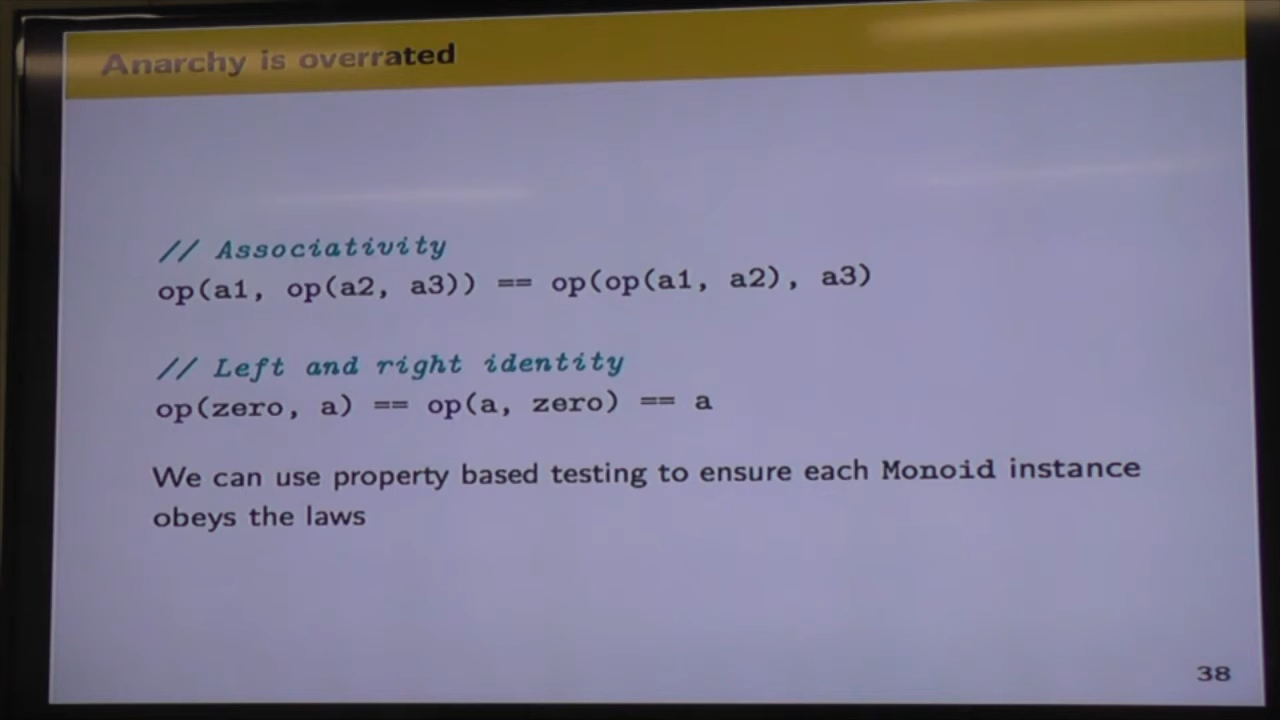 Anarchy is overrated
// Associativity
op(a1, op(a2, a3)) == op(op(a1, a2), a3)
// Left and right identity
op(zero, a) == op(a, zero) == a
We can use property based testing to ensure each Monoid instance
obeys the laws
38